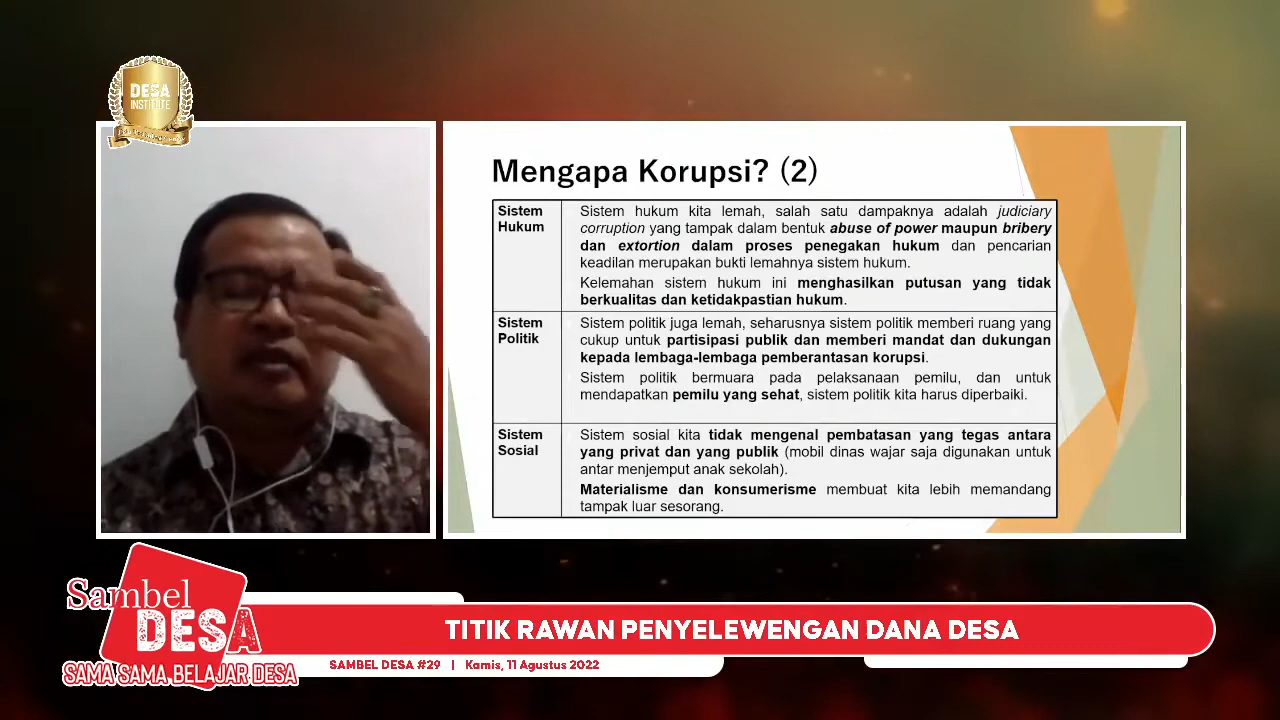 DESA
INSTITUTE
Mengapa Korupsi? (2)
Sistem
Hukum
Sistem hukum kita lemah, salah satu dampaknya adalah judiciary
corruption yang tampak dalam bentuk abuse of power maupun bribery
dan extortion dalam proses penegakan hukum dan pencarian
keadilan merupakan bukti lemahnya sistem hukum.
Kelemahan sistem hukum ini menghasilkan putusan yang tidak
berkualitas dan ketidakpastian hukum.
Sistem
Politik
Sistem politik juga lemah, seharusnya sistem politik memberi ruang yang
cukup untuk partisipasi publik dan memberi mandat dan dukungan
kepada lembaga-lembaga pemberantasan korupsi.
Sistem politik bermuara pada pelaksanaan pemilu, dan untuk
mendapatkan pemilu yang sehat, sistem politik kita harus diperbaiki.
Sistem
Sosial
Sistem sosial kita tidak mengenal pembatasan yang tegas antara
yang privat dan yang publik (mobil dinas wajar saja digunakan untuk
antar menjemput anak sekolah).
Materialisme dan konsumerisme membuat kita lebih memandang
tampak luar sesorang.
Sambel
DESA
SAMA SAMA BELAJAR DESA
TITIK RAWAN PENYELEWENGAN DANA DESA
SAMBEL DESA #29 | Kamis, 11 Agustus 2022